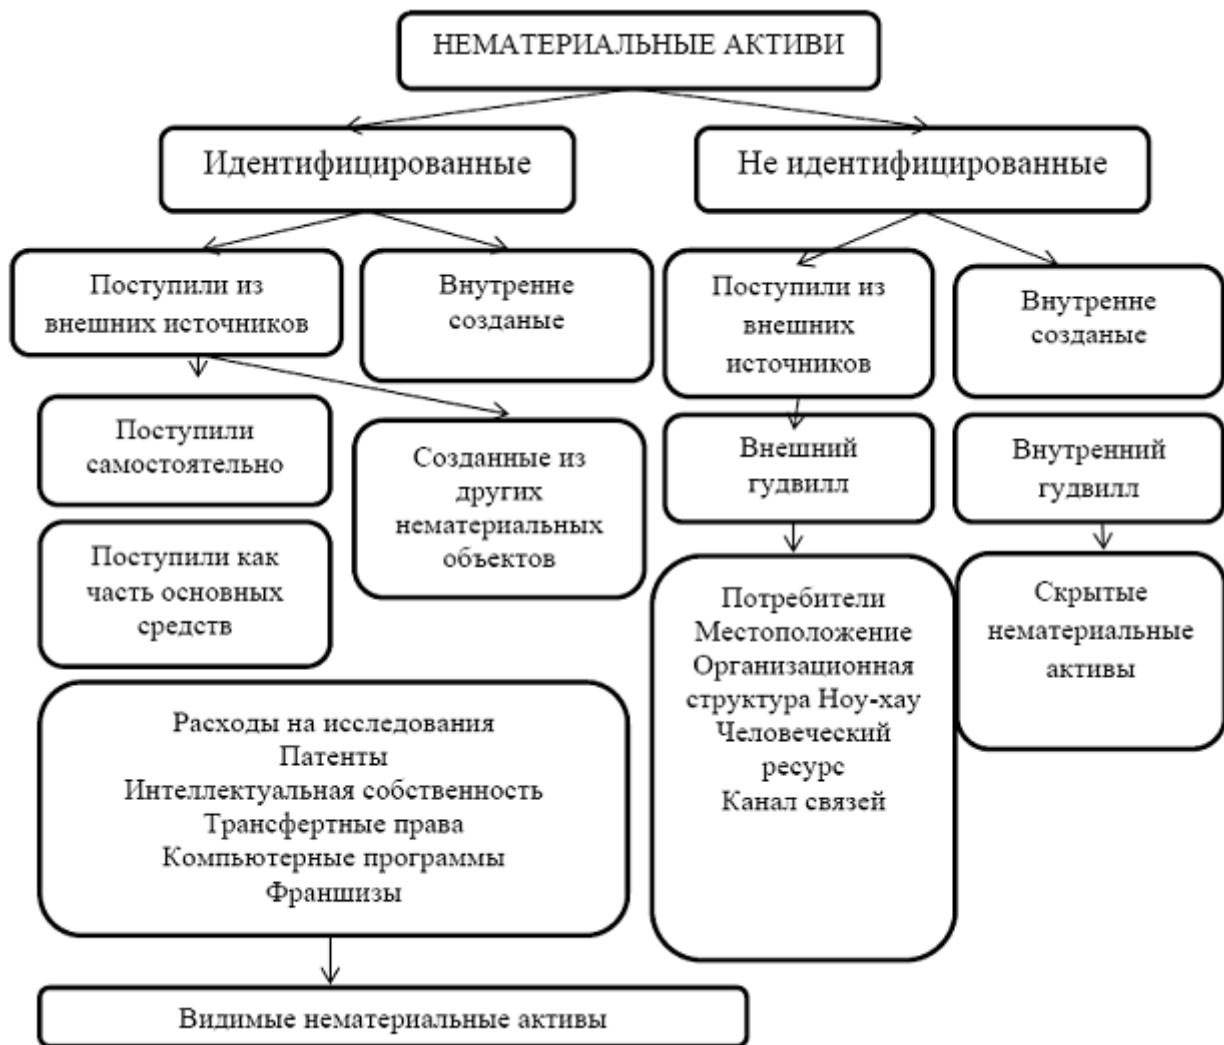 НЕМАТЕРИАЛЬНЫЕ АКТИВИ
Идентифицированные
Не идентифицированные
Поступили из
внешних источников
Внутренне
созданые
Поступили из
внешних
источников
Внутренне
созданые
Поступили
самостоятельно
Созданные из
других
нематериальных
объектов
Внешний
гудвилл
Внутренний
гудвилл
Поступили как
часть основных
средств
Потребители
Местоположение
Организационная
структура Ноу-хау
Человеческий
ресурс
Канал связей
Скрытые
нематериальные
активы
Расходы на исследования
Патенты
Интеллектуальная собственность
Трансфертные права
Компьютерные программы
Франшизы
Видимые нематериальные активы